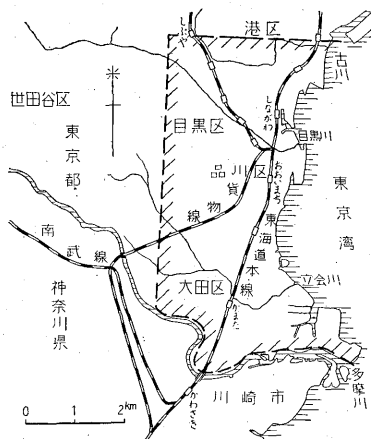 港区
しぶや
古川
世田谷区
目黒区
しながわ
目黒川
東京都
品川区
おおいまち
貨物線
東京湾
南武線
東海道本線
立会川
大田区
かまた
神奈川県
多摩川
川崎市
かわさき
0 1 2km